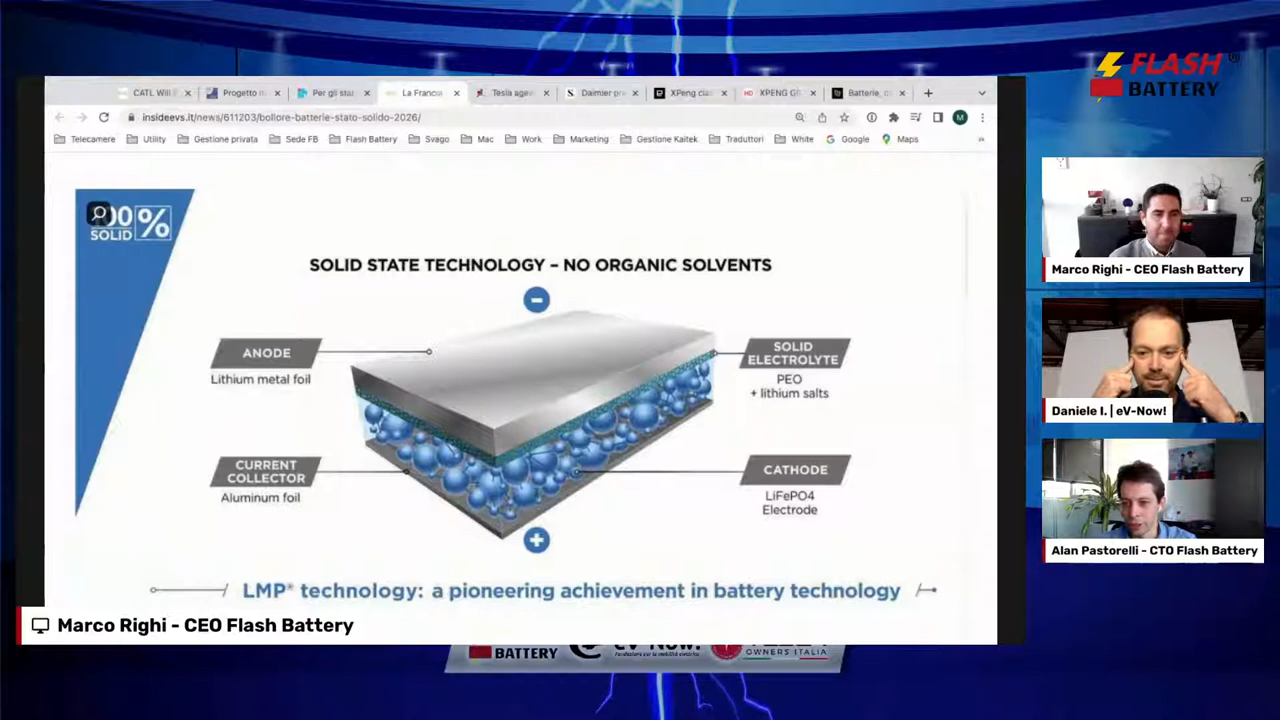 FLASH
BATTERY
CATL Will
Progetto
Per gli sta
La Francia
Tesla
Daimler
XPeng
XPENG
Batterie,
insideevs.it/news/611203/bollore-batterie-stato-solido-2026/
Telecamere
Utility
Gestione privata
Sede FB
Flash Battery
Svago
Mac
Work
Marketing
Gestione Kaitek
Traduttori
White
Google
Maps
%
SOLID
SOLID STATE TECHNOLOGY – NO ORGANIC SOLVENTS
ANODE
Lithium metal foil
SOLID
ELECTROLYTE
PEO
+ lithium salts
CURRENT
COLLECTOR
Aluminum foil
CATHODE
LiFePO4
Electrode
LMP® technology: a pioneering achievement in battery technology
Marco Righi - CEO Flash Battery
Marco Righi - CEO Flash Battery
Daniele I. | eV-Now!
Alan Pastorelli - CTO Flash Battery
BATTERY
eV-Now!
OWNERS ITALIA